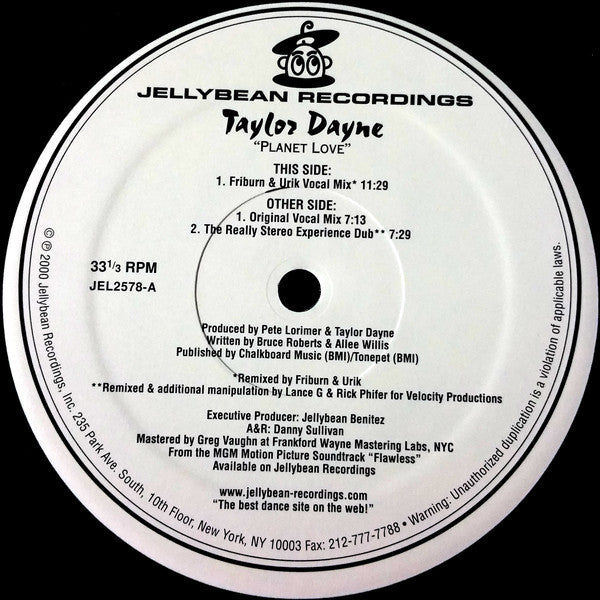 JELLYBEAN RECORDINGS
Taylor Dayne
"PLANET LOVE"
THIS SIDE:
1. Friburn & Urik Vocal Mix* 11:29
OTHER SIDE:
1. Original Vocal Mix 7:13
2. The Really Stereo Experience Dub** 7:29
33 1/3 RPM
JEL2578-A
Produced by Pete Lorimer & Taylor Dayne
Written by Bruce Roberts & Allee Willis
Published by Chalkboard Music (BMI)/Tonepet (BMI)
*Remixed by Friburn & Urik
**Remixed & additional manipulation by Lance G & Rick Phifer for Velocity Productions
Executive Producer: Jellybean Benitez
A&R: Danny Sullivan
Mastered by Greg Vaughn at Frankford Wayne Mastering Labs, NYC
From the MGM Motion Picture Soundtrack "Flawless"
Available on Jellybean Recordings
www.jellybean-recordings.com
"The best dance site on the web!"
© ℗ 2000 Jellybean Recordings, Inc. 235 Park Ave. South, 10th Floor, New York, NY 10003 Fax: 212-777-7788 • Warning: Unauthorized duplication is a violation of applicable laws.